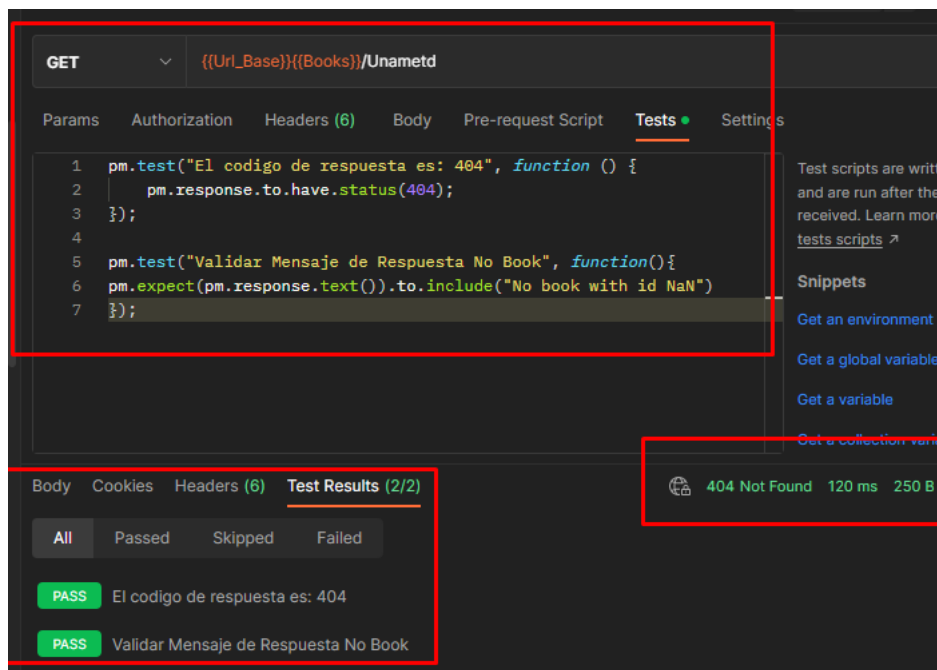 GET {{Url_Base}}{{Books}}/Unametd
Params Authorization Headers (6) Body Pre-request Script Tests Settings
1 pm.test("El codigo de respuesta es: 404", function () {
2 pm.response.to.have.status(404);
3 });
4
5 pm.test("Validar Mensaje de Respuesta No Book", function(){
6 pm.expect(pm.response.text()).to.include("No book with id NaN")
7 });
Test scripts are writ
and are run after the
received. Learn more
tests scripts ↗
Snippets
Get an environment
Get a global variable
Get a variable
Get a collection vari
Body Cookies Headers (6) Test Results (2/2) 404 Not Found 120 ms 250 B
All Passed Skipped Failed
PASS El codigo de respuesta es: 404
PASS Validar Mensaje de Respuesta No Book